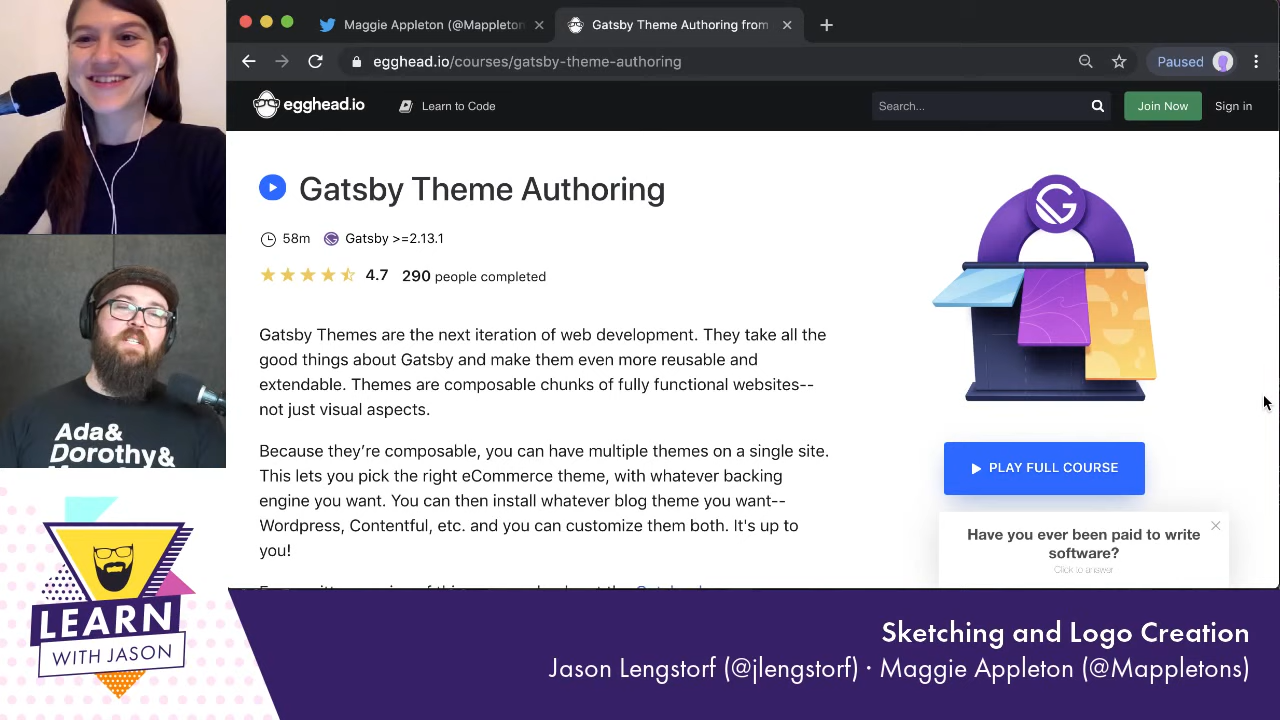 Maggie Appleton (@Mappleton
Gatsby Theme Authoring from
egghead.io/courses/gatsby-theme-authoring
Paused
egghead.io
Learn to Code
Search...
Join Now
Sign in
Gatsby Theme Authoring
58m
Gatsby >=2.13.1
4.7
290 people completed
Gatsby Themes are the next iteration of web development. They take all the
good things about Gatsby and make them even more reusable and
extendable. Themes are composable chunks of fully functional websites--
not just visual aspects.
Because they’re composable, you can have multiple themes on a single site.
This lets you pick the right eCommerce theme, with whatever backing
engine you want. You can then install whatever blog theme you want--
Wordpress, Contentful, etc. and you can customize them both. It's up to
you!
PLAY FULL COURSE
Have you ever been paid to write
software?
Click to answer
Ada&
Dorothy&
LEARN
WITH JASON
Sketching and Logo Creation
Jason Lengstorf (@jlengstorf) · Maggie Appleton (@Mappletons)